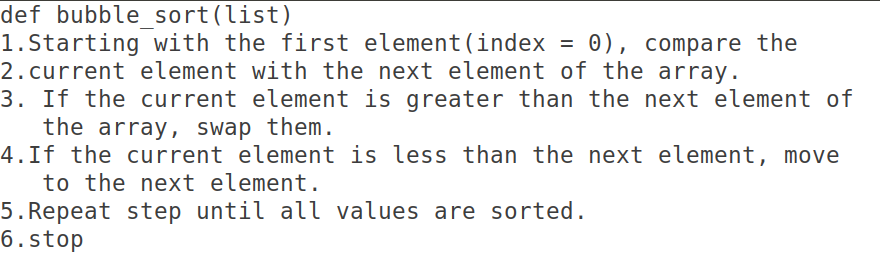 def bubble_sort(list)
1.Starting with the first element(index = 0), compare the
2.current element with the next element of the array.
3. If the current element is greater than the next element of
the array, swap them.
4.If the current element is less than the next element, move
to the next element.
5.Repeat step until all values are sorted.
6.stop